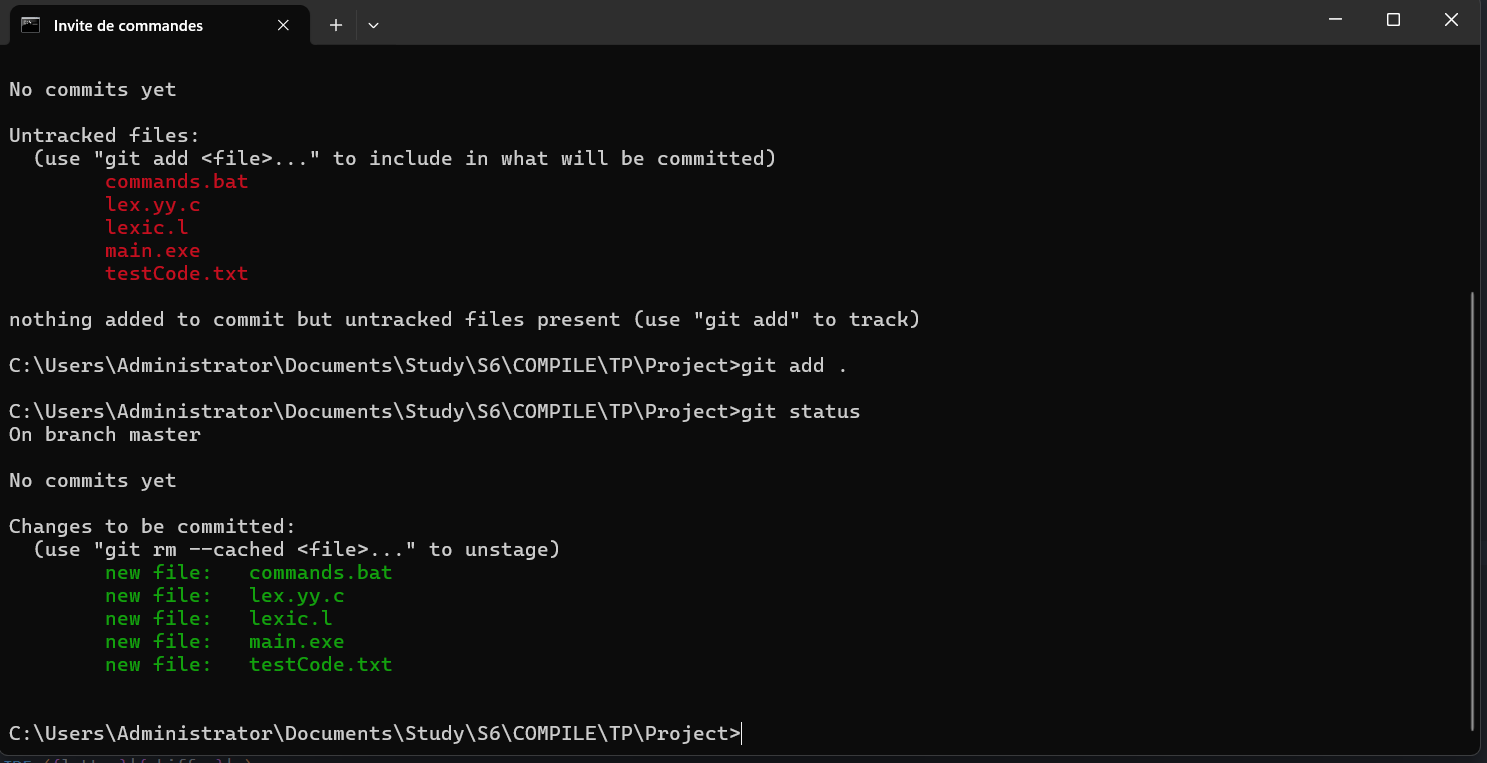 Invite de commandes
No commits yet
Untracked files:
(use "git add <file>..." to include in what will be committed)
commands.bat
lex.yy.c
lexic.l
main.exe
testCode.txt
nothing added to commit but untracked files present (use "git add" to track)
C:\Users\Administrator\Documents\Study\S6\COMPILE\TP\Project>git add .
C:\Users\Administrator\Documents\Study\S6\COMPILE\TP\Project>git status
On branch master
No commits yet
Changes to be committed:
(use "git rm --cached <file>..." to unstage)
new file:   commands.bat
new file:   lex.yy.c
new file:   lexic.l
new file:   main.exe
new file:   testCode.txt
C:\Users\Administrator\Documents\Study\S6\COMPILE\TP\Project>